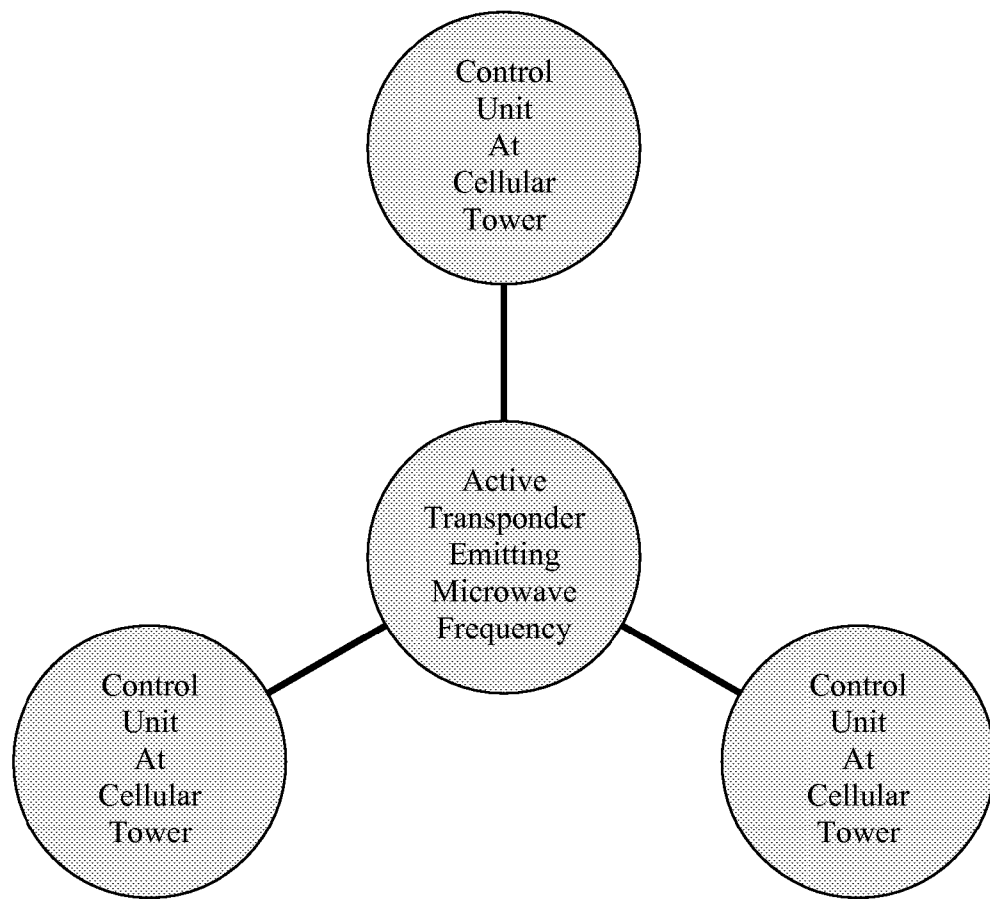 Control
Unit
At
Cellular
Tower
Active
Transponder
Emitting
Microwave
Frequency
Control
Unit
At
Cellular
Tower
Control
Unit
At
Cellular
Tower